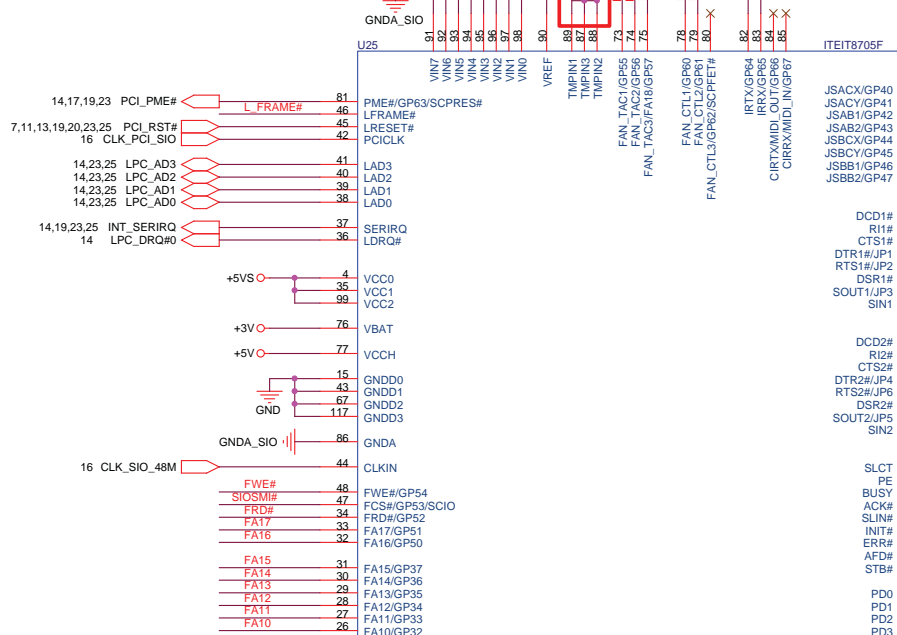 GNDA_SIO
91
92
93
94
95
96
97
98
90
89
87
88
73
74
75
78
79
80
82
83
84
85
U25
ITEIT8705F
VIN7
VIN6
VIN5
VIN4
VIN3
VIN2
VIN1
VIN0
VREF
TMPIN1
TMPIN3
TMPIN2
FAN_TAC1/GP55
FAN_TAC2/GP56
FAN_TAC3/FA18/GP57
FAN_CTL1/GP60
FAN_CTL2/GP61
FAN_CTL3/GP62/SCPFET#
IRTX/GP64
IRRX/GP65
CIRTX/MIDI_OUT/GP66
CIRRX/MIDI_IN/GP67
JSACX/GP40
JSACY/GP41
JSAB1/GP42
JSAB2/GP43
JSBCX/GP44
JSBCY/GP45
JSBB1/GP46
JSBB2/GP47
14,17,19,23 PCI_PME# 81 PME#/GP63/SCPRES#
L_FRAME# 46 LFRAME#
7,11,13,19,20,23,25 PCI_RST# 45 LRESET#
16 CLK_PCI_SIO 42 PCICLK
14,23,25 LPC_AD3 41 LAD3
14,23,25 LPC_AD2 40 LAD2
14,23,25 LPC_AD1 39 LAD1
14,23,25 LPC_AD0 38 LAD0
14,19,23,25 INT_SERIRQ 37 SERIRQ
14 LPC_DRQ#0 36 LDRQ#
+5VS 4 VCC0
35 VCC1
99 VCC2
+3V 76 VBAT
+5V 77 VCCH
15 GNDD0
43 GNDD1
GND 67 GNDD2
117 GNDD3
GNDA_SIO 86 GNDA
16 CLK_SIO_48M 44 CLKIN
FWE# 48 FWE#/GP54
SIOSMI# 47 FCS#/GP53/SCIO
FRD# 34 FRD#/GP52
FA17 33 FA17/GP51
FA16 32 FA16/GP50
FA15 31 FA15/GP37
FA14 30 FA14/GP36
FA13 29 FA13/GP35
FA12 28 FA12/GP34
FA11 27 FA11/GP33
FA10 26 FA10/GP32
DCD1#
RI1#
CTS1#
DTR1#/JP1
RTS1#/JP2
DSR1#
SOUT1/JP3
SIN1
DCD2#
RI2#
CTS2#
DTR2#/JP4
RTS2#/JP6
DSR2#
SOUT2/JP5
SIN2
SLCT
PE
BUSY
ACK#
SLIN#
INIT#
ERR#
AFD#
STB#
PD0
PD1
PD2
PD3